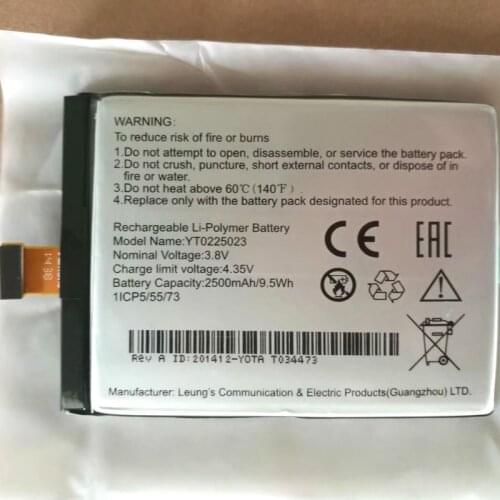 WARNING:
To reduce risk of fire or burns
1.Do not attempt to open, disassemble, or service the battery pack.
2.Do not crush, puncture, short external contacts, or dispose of in
fire or water.
3.Do not heat above 60℃(140℉).
4.Replace only with the battery pack designated for this product.
Rechargeable Li-Polymer Battery
Model Name:YT0225023
Nominal Voltage:3.8V
Charge limit voltage:4.35V
Battery Capacity:2500mAh/9.5Wh
1ICP5/55/73
CE EAC
Rev A ID:201412-YOTA T034473
Manufacturer: Leung's Communication & Electric Products(Guangzhou) LTD.